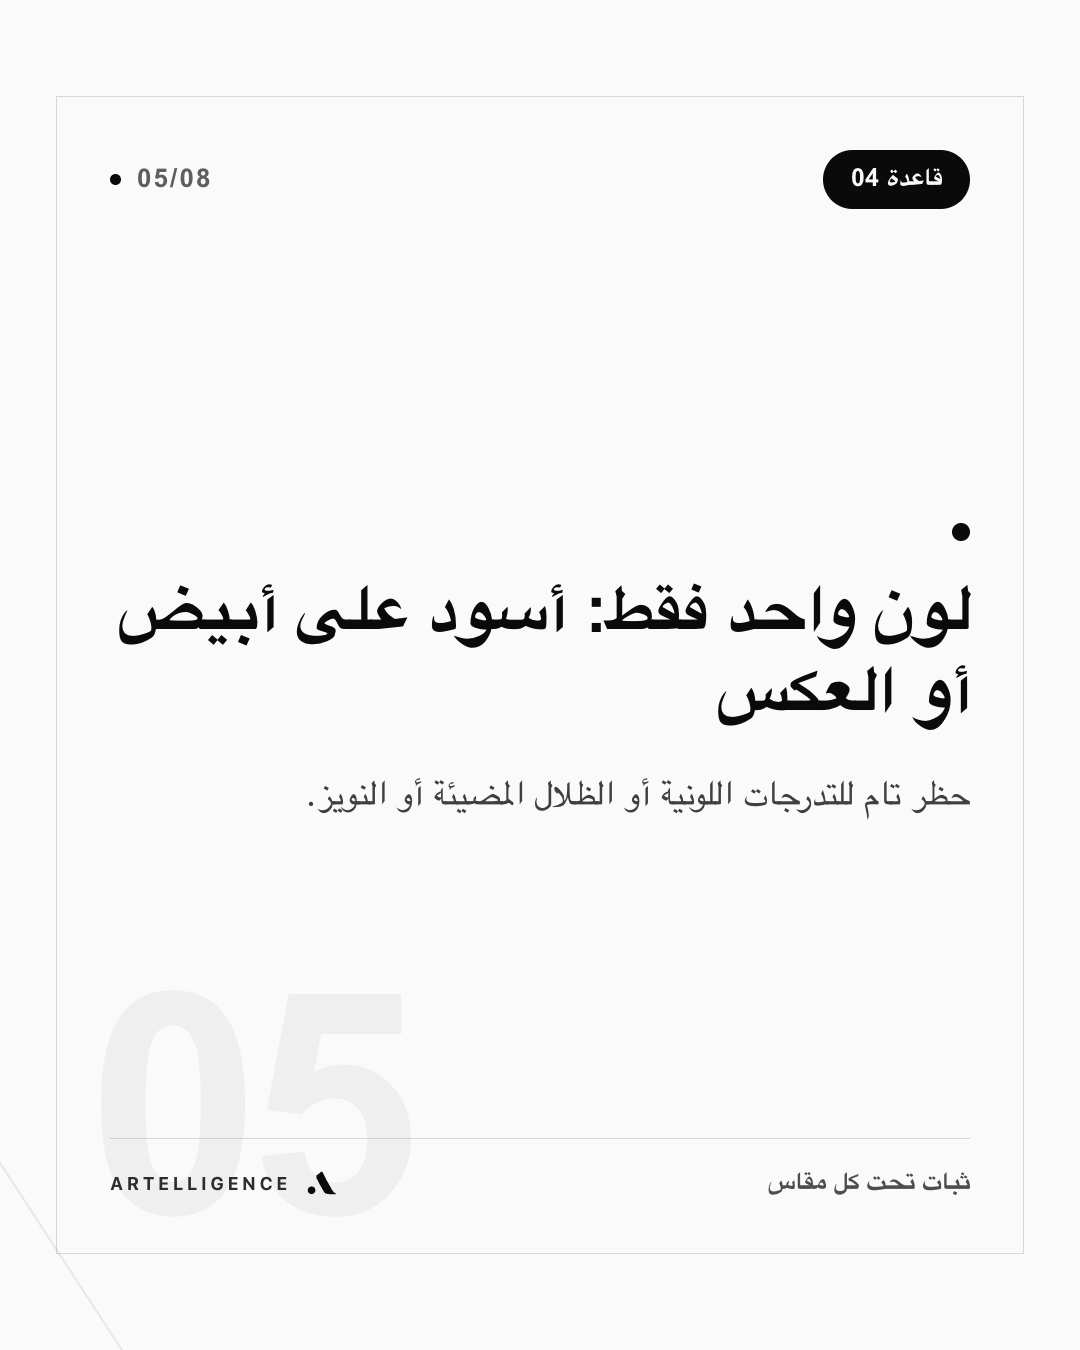 قاعدة 04
05/08
لون واحد فقط: أسود على أبيض
أو العكس
حظر تام للتدرجات اللونية أو الظلال المضيئة أو النويز.
05
ثبات تحت كل مقاس
ARTELLIGENCE